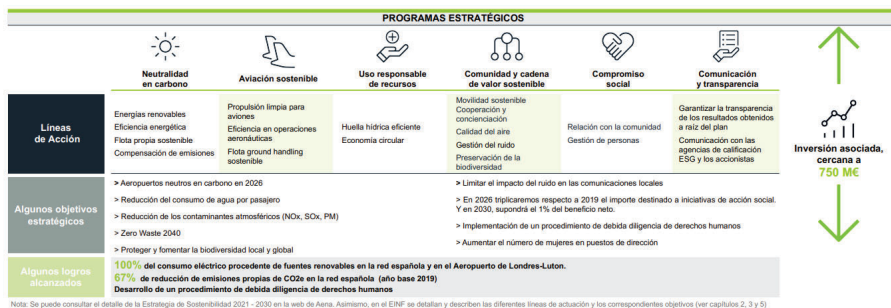 PROGRAMAS ESTRATÉGICOS
Neutralidad
en carbono
Aviación sostenible
Uso responsable
de recursos
Comunidad y cadena
de valor sostenible
Compromiso
social
Comunicación
y transparencia
Líneas
de Acción
Energías renovables
Eficiencia energética
Flota propia sostenible
Compensación de emisiones
Propulsión limpia para
aviones
Eficiencia en operaciones
aeronáuticas
Flota ground handling
sostenible
Huella hídrica eficiente
Economía circular
Movilidad sostenible
Cooperación y
concienciación
Calidad del aire
Gestión del ruido
Preservación de la
biodiversidad
Relación con la comunidad
Gestión de personas
Garantizar la transparencia
de los resultados obtenidos
a raíz del plan
Comunicación con las
agencias de calificación
ESG y los accionistas
Inversión asociada,
cercana a
750 M€
Algunos objetivos
estratégicos
> Aeropuertos neutros en carbono en 2026
> Reducción del consumo de agua por pasajero
> Reducción de los contaminantes atmosféricos (NOx, SOx, PM)
> Zero Waste 2040
> Proteger y fomentar la biodiversidad local y global
> Limitar el impacto del ruido en las comunicaciones locales
> En 2026 triplicaremos respecto a 2019 el importe destinado a iniciativas de acción social.
Y en 2030, supondrá el 1% del beneficio neto.
> Implementación de un procedimiento de debida diligencia de derechos humanos
> Aumentar el número de mujeres en puestos de dirección
Algunos logros
alcanzados
100% del consumo eléctrico procedente de fuentes renovables en la red española y en el Aeropuerto de Londres-Luton.
67% de reducción de emisiones propias de CO2e en la red española (año base 2019)
Desarrollo de un procedimiento de debida diligencia de derechos humanos
Nota: Se puede consultar el detalle de la Estrategia de Sostenibilidad 2021 - 2030 en la web de Aena. Asimismo, en el EINF se detallan y describen las diferentes líneas de actuación y los correspondientes objetivos (ver capítulos 2, 3 y 5)